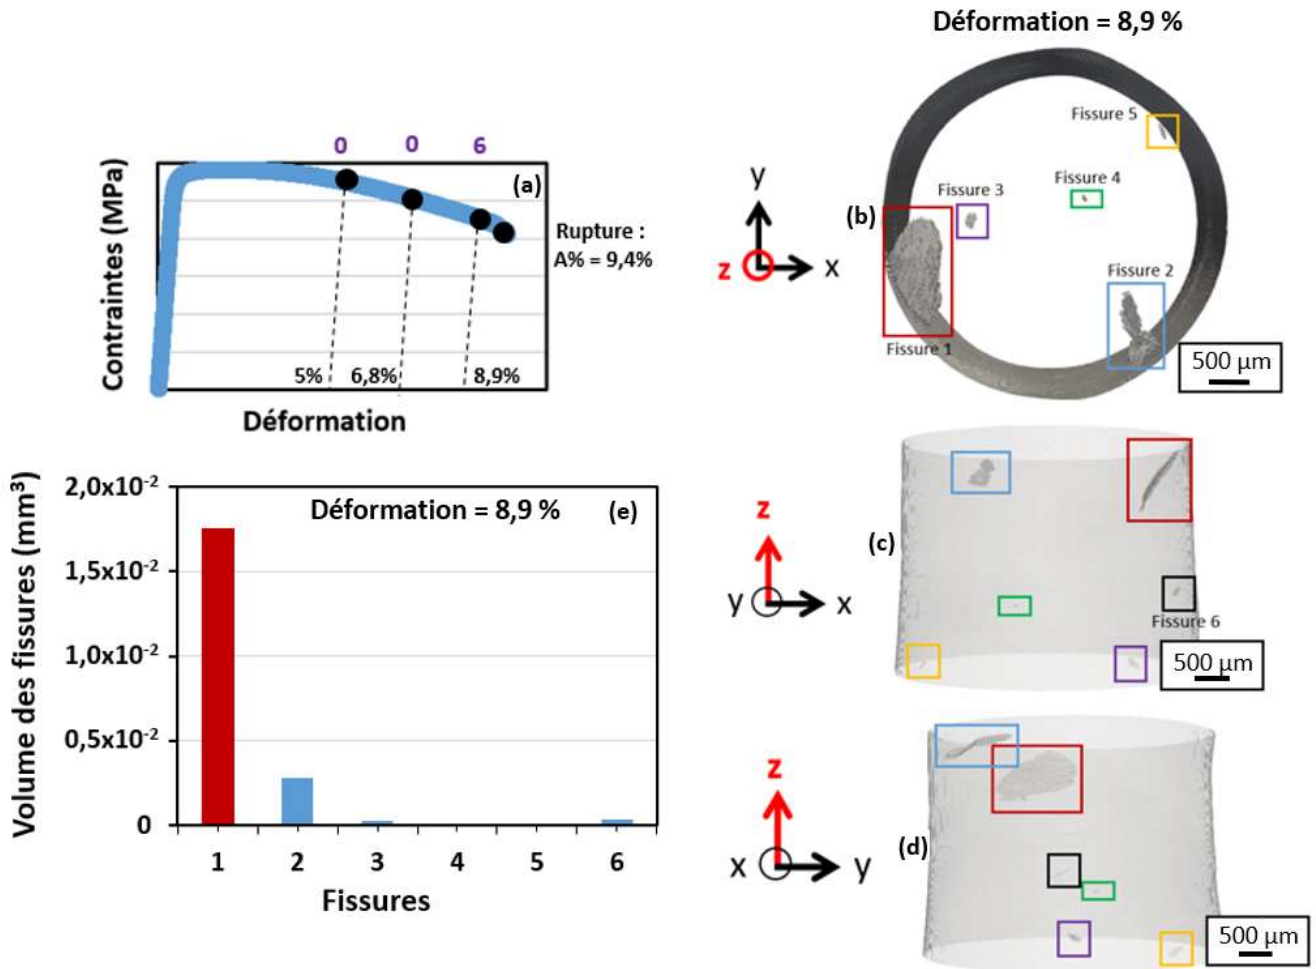 0 0 6
(a)
Contraintes (MPa)
Rupture :
A% = 9,4%
5% 6,8% 8,9%
Déformation
Déformation = 8,9 %
Fissure 5
Fissure 4
Fissure 3
(b)
y
z x
Fissure 2
Fissure 1
500 µm
2,0x10⁻²
1,5x10⁻²
1,0x10⁻²
0,5x10⁻²
0
Déformation = 8,9 %
(e)
Volume des fissures (mm³)
1 2 3 4 5 6
Fissures
z
y x
(c)
Fissure 6
500 µm
z
x y
(d)
500 µm